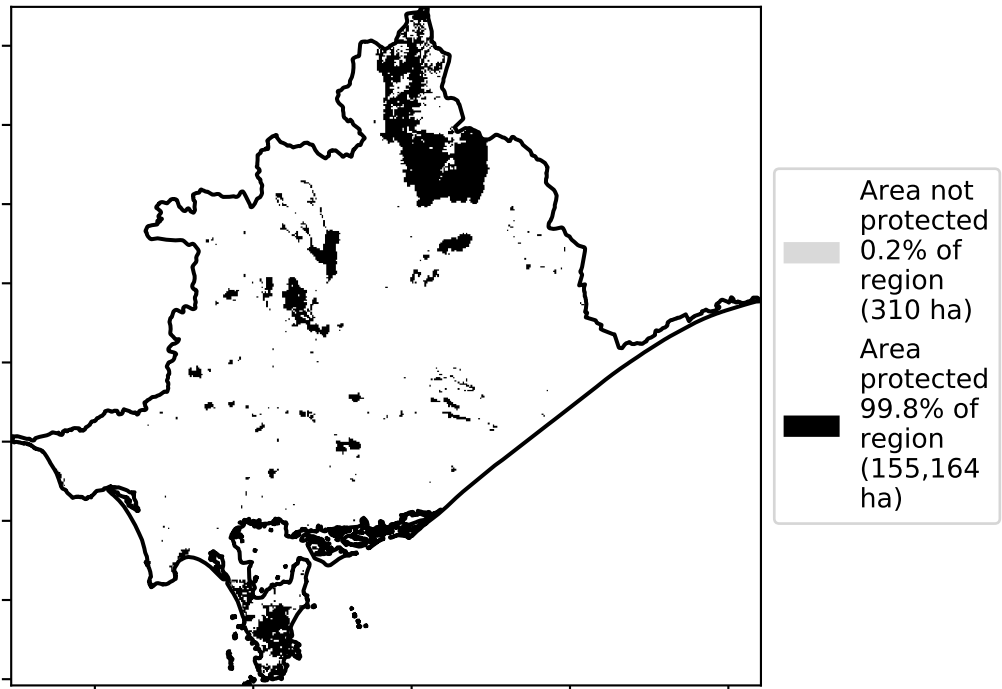 Area not
protected
0.2% of
region
(310 ha)
Area
protected
99.8% of
region
(155,164
ha)